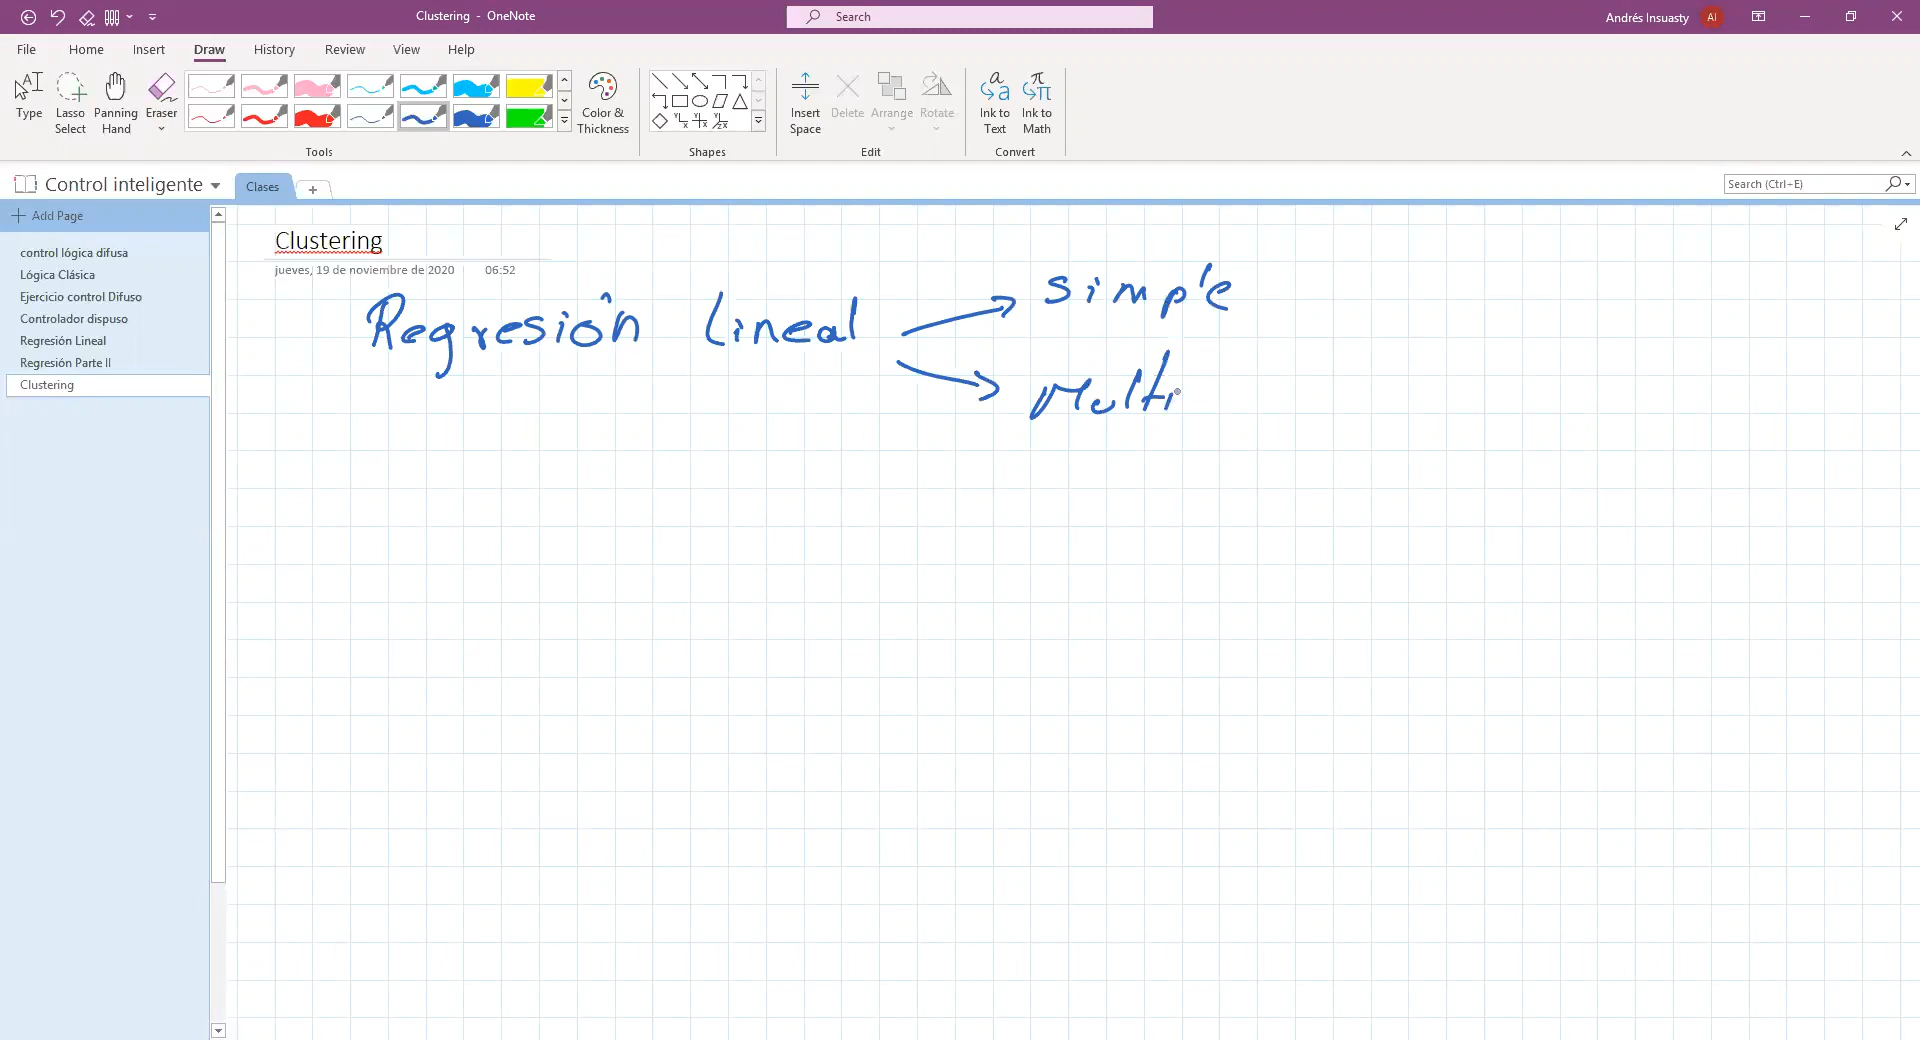 Clustering - OneNote
Search
Andrés Insuasty
AI
File Home Insert Draw History Review View Help
Type
Lasso Select
Panning Hand
Eraser
Color & Thickness
Insert Space
Delete
Arrange
Rotate
Ink to Text
Ink to Math
Tools
Shapes
Edit
Convert
Control inteligente
Clases
Search (Ctrl+E)
Add Page
control lógica difusa
Lógica Clásica
Ejercicio control Difuso
Controlador dispuso
Regresión Lineal
Regresión Parte II
Clustering
Clustering
jueves, 19 de noviembre de 2020 06:52
Regresión Lineal
simple
Multi